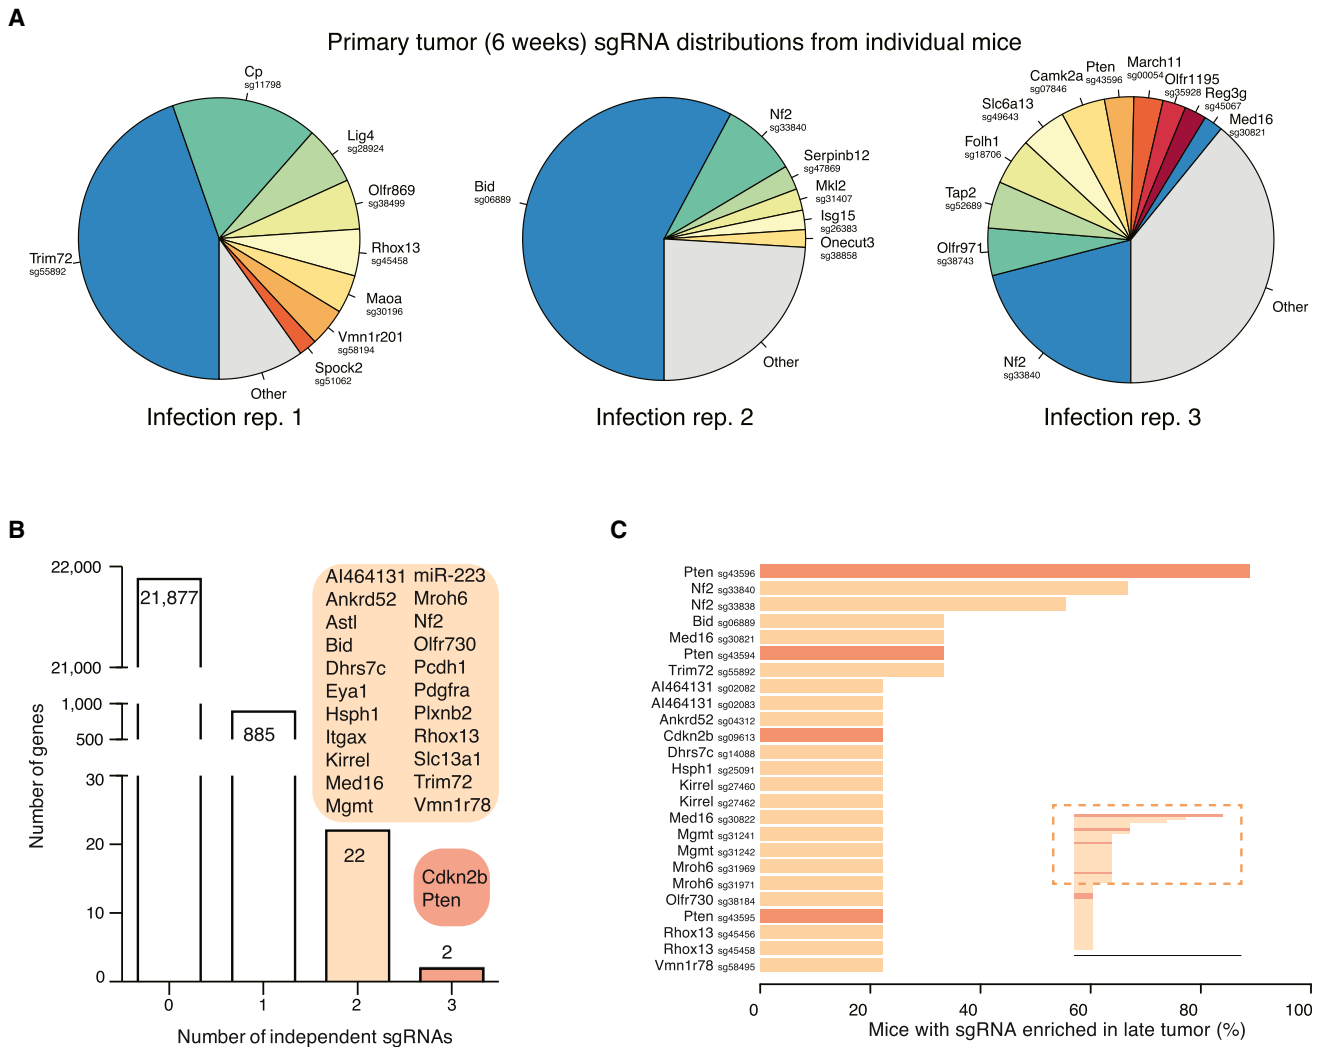 A
Primary tumor (6 weeks) sgRNA distributions from individual mice
Cp
sg11798
Lig4
sg28924
Olfr869
sg38499
Rhox13
sg45458
Maoa
sg30196
Vmn1r201
sg58194
Spock2
sg51062
Other
Trim72
sg55892
Infection rep. 1
Nf2
sg33840
Serpinb12
sg47869
Mkl2
sg31407
Isg15
sg26383
Onecut3
sg38858
Other
Bid
sg06889
Infection rep. 2
March11
sg00054
Pten
sg43596
Camk2a
sg07846
Slc6a13
sg49643
Folh1
sg18706
Tap2
sg52689
Olfr971
sg38743
Nf2
sg33840
Olfr1195
sg35928
Reg3g
sg45067
Med16
sg30821
Other
Infection rep. 3
B
Number of genes
22,000
21,000
1,000
500
30
20
10
0
21,877
885
22
2
AI464131 miR-223
Ankrd52 Mroh6
Astl Nf2
Bid Olfr730
Dhrs7c Pcdh1
Eya1 Pdgfra
Hsph1 Plxnb2
Itgax Rhox13
Kirrel Slc13a1
Med16 Trim72
Mgmt Vmn1r78
Cdkn2b
Pten
0 1 2 3
Number of independent sgRNAs
C
Pten sg43596
Nf2 sg33840
Nf2 sg33838
Bid sg06889
Med16 sg30821
Pten sg43594
Trim72 sg55892
AI464131 sg02082
AI464131 sg02083
Ankrd52 sg04312
Cdkn2b sg09613
Dhrs7c sg14088
Hsph1 sg25091
Kirrel sg27460
Kirrel sg27462
Med16 sg30822
Mgmt sg31241
Mgmt sg31242
Mroh6 sg31969
Mroh6 sg31971
Olfr730 sg38184
Pten sg43595
Rhox13 sg45456
Rhox13 sg45458
Vmn1r78 sg58495
0 20 40 60 80 100
Mice with sgRNA enriched in late tumor (%)